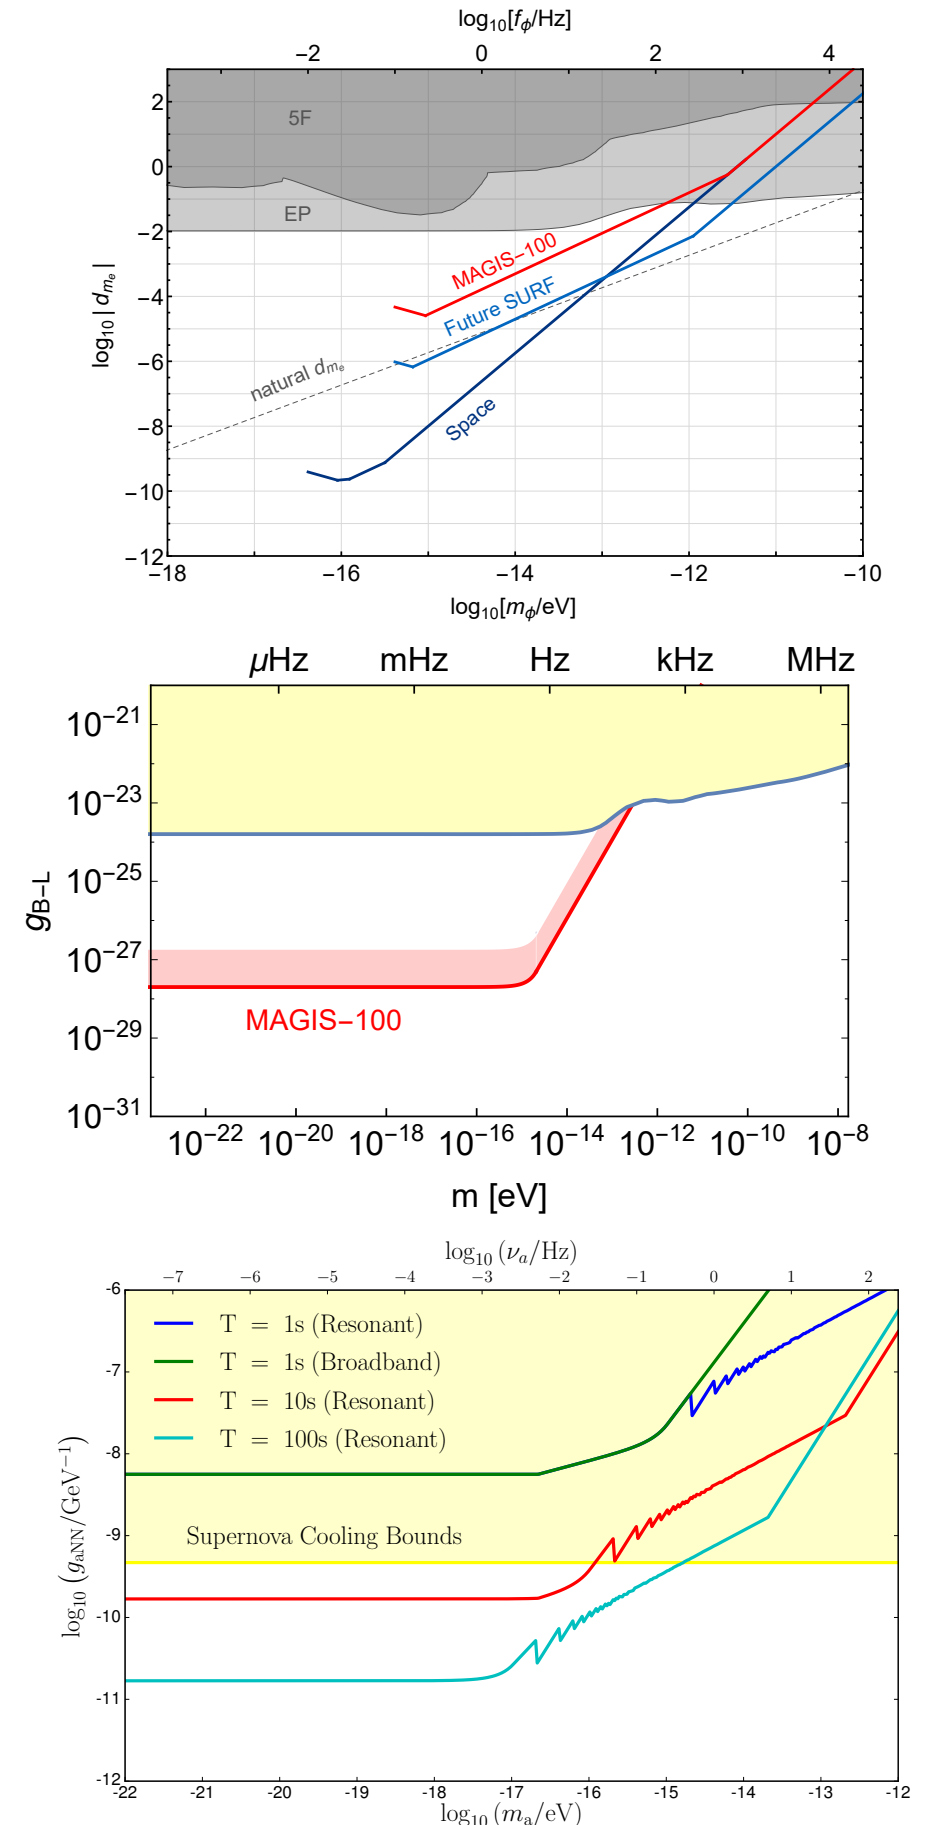 log10[fϕ/Hz]
−2 0 2 4
2
5F
0
EP
−2
MAGIS−100
log10|dme|
−4
Future SURF
−6
natural dme
−8
Space
−10
−12
−18 −16 −14 −12 −10
log10[mϕ/eV]
μHz mHz Hz kHz MHz
10−21
10−23
10−25
gB−L
10−27
MAGIS−100
10−29
10−31
10−22 10−20 10−18 10−16 10−14 10−12 10−10 10−8
m [eV]
log10 (νa/Hz)
−7 −6 −5 −4 −3 −2 −1 0 1 2
-6
T = 1s (Resonant)
T = 1s (Broadband)
-7
T = 10s (Resonant)
T = 100s (Resonant)
-8
log10 (gaNN/GeV−1)
Supernova Cooling Bounds
-9
-10
-11
-12
-22 -21 -20 -19 -18 -17 -16 -15 -14 -13 -12
log10 (ma/eV)